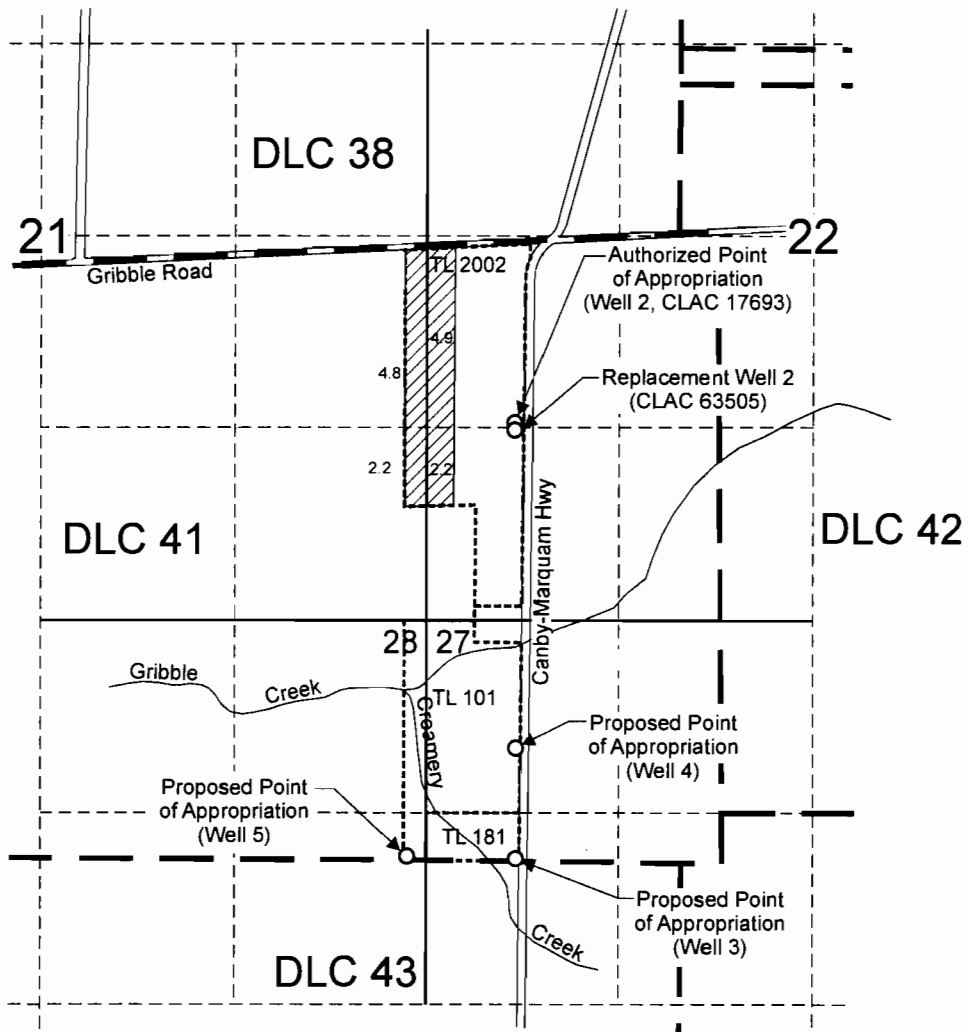 DLC 38
21
22
Gribble Road
TL 2002
Authorized Point
of Appropriation
(Well 2, CLAC 17693)
4.9
4.8
Replacement Well 2
(CLAC 63505)
2.2
2.2
Canby-Marquam Hwy
DLC 41
DLC 42
28
27
Gribble
Creek
TL 101
Creamery
Proposed Point
of Appropriation
(Well 4)
Proposed Point
of Appropriation
(Well 5)
TL 181
Proposed Point
of Appropriation
(Well 3)
Creek
DLC 43